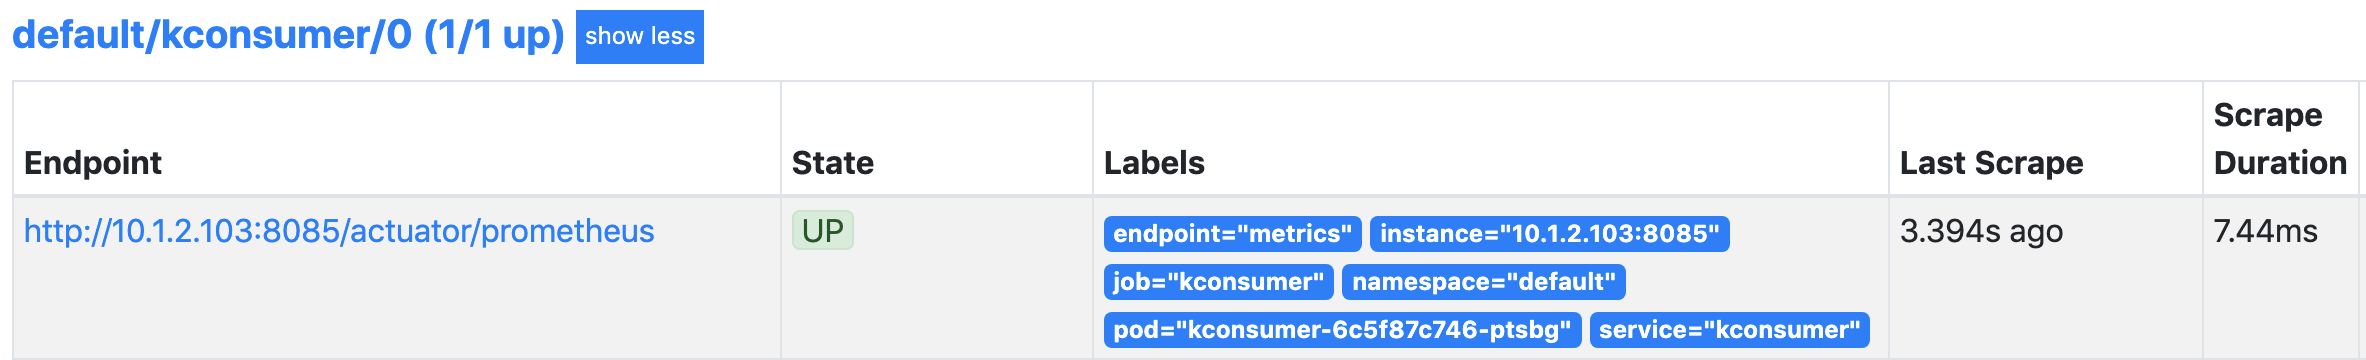 default/kconsumer/0 (1/1 up) show less
Endpoint State Labels Last Scrape Scrape Duration
http://10.1.2.103:8085/actuator/prometheus UP endpoint="metrics" instance="10.1.2.103:8085" 3.394s ago 7.44ms
job="kconsumer" namespace="default"
pod="kconsumer-6c5f87c746-ptsbg" service="kconsumer"